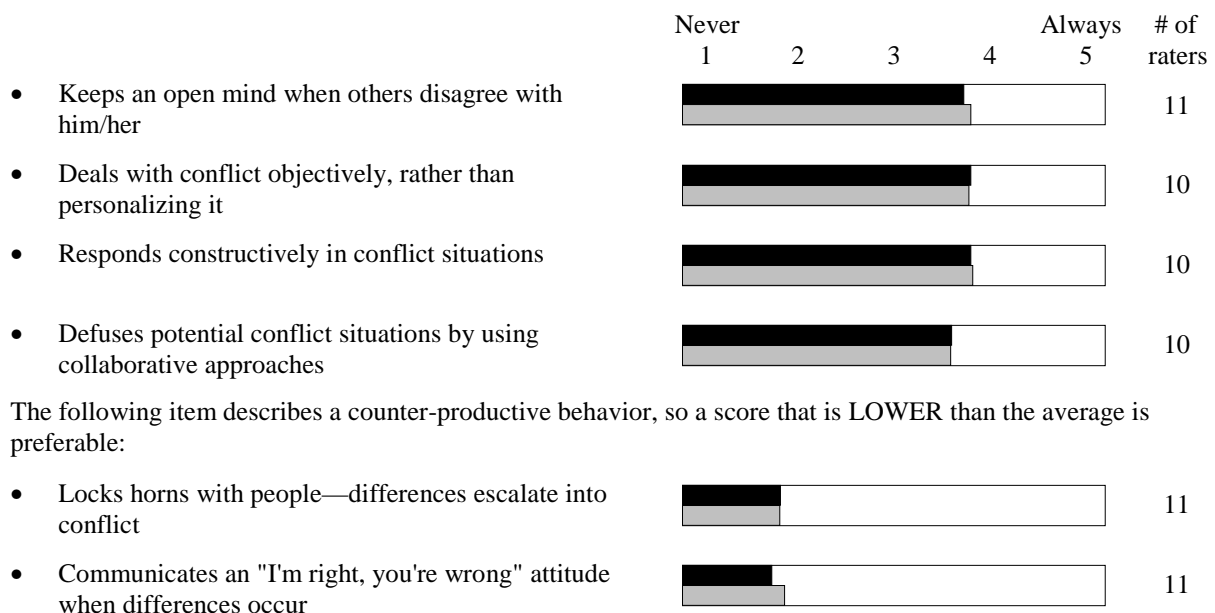 Never Always # of
1 2 3 4 5 raters
• Keeps an open mind when others disagree with
him/her
11
• Deals with conflict objectively, rather than
personalizing it
10
• Responds constructively in conflict situations
10
• Defuses potential conflict situations by using
collaborative approaches
10
The following item describes a counter-productive behavior, so a score that is LOWER than the average is
preferable:
• Locks horns with people—differences escalate into
conflict
11
• Communicates an "I'm right, you're wrong" attitude
when differences occur
11